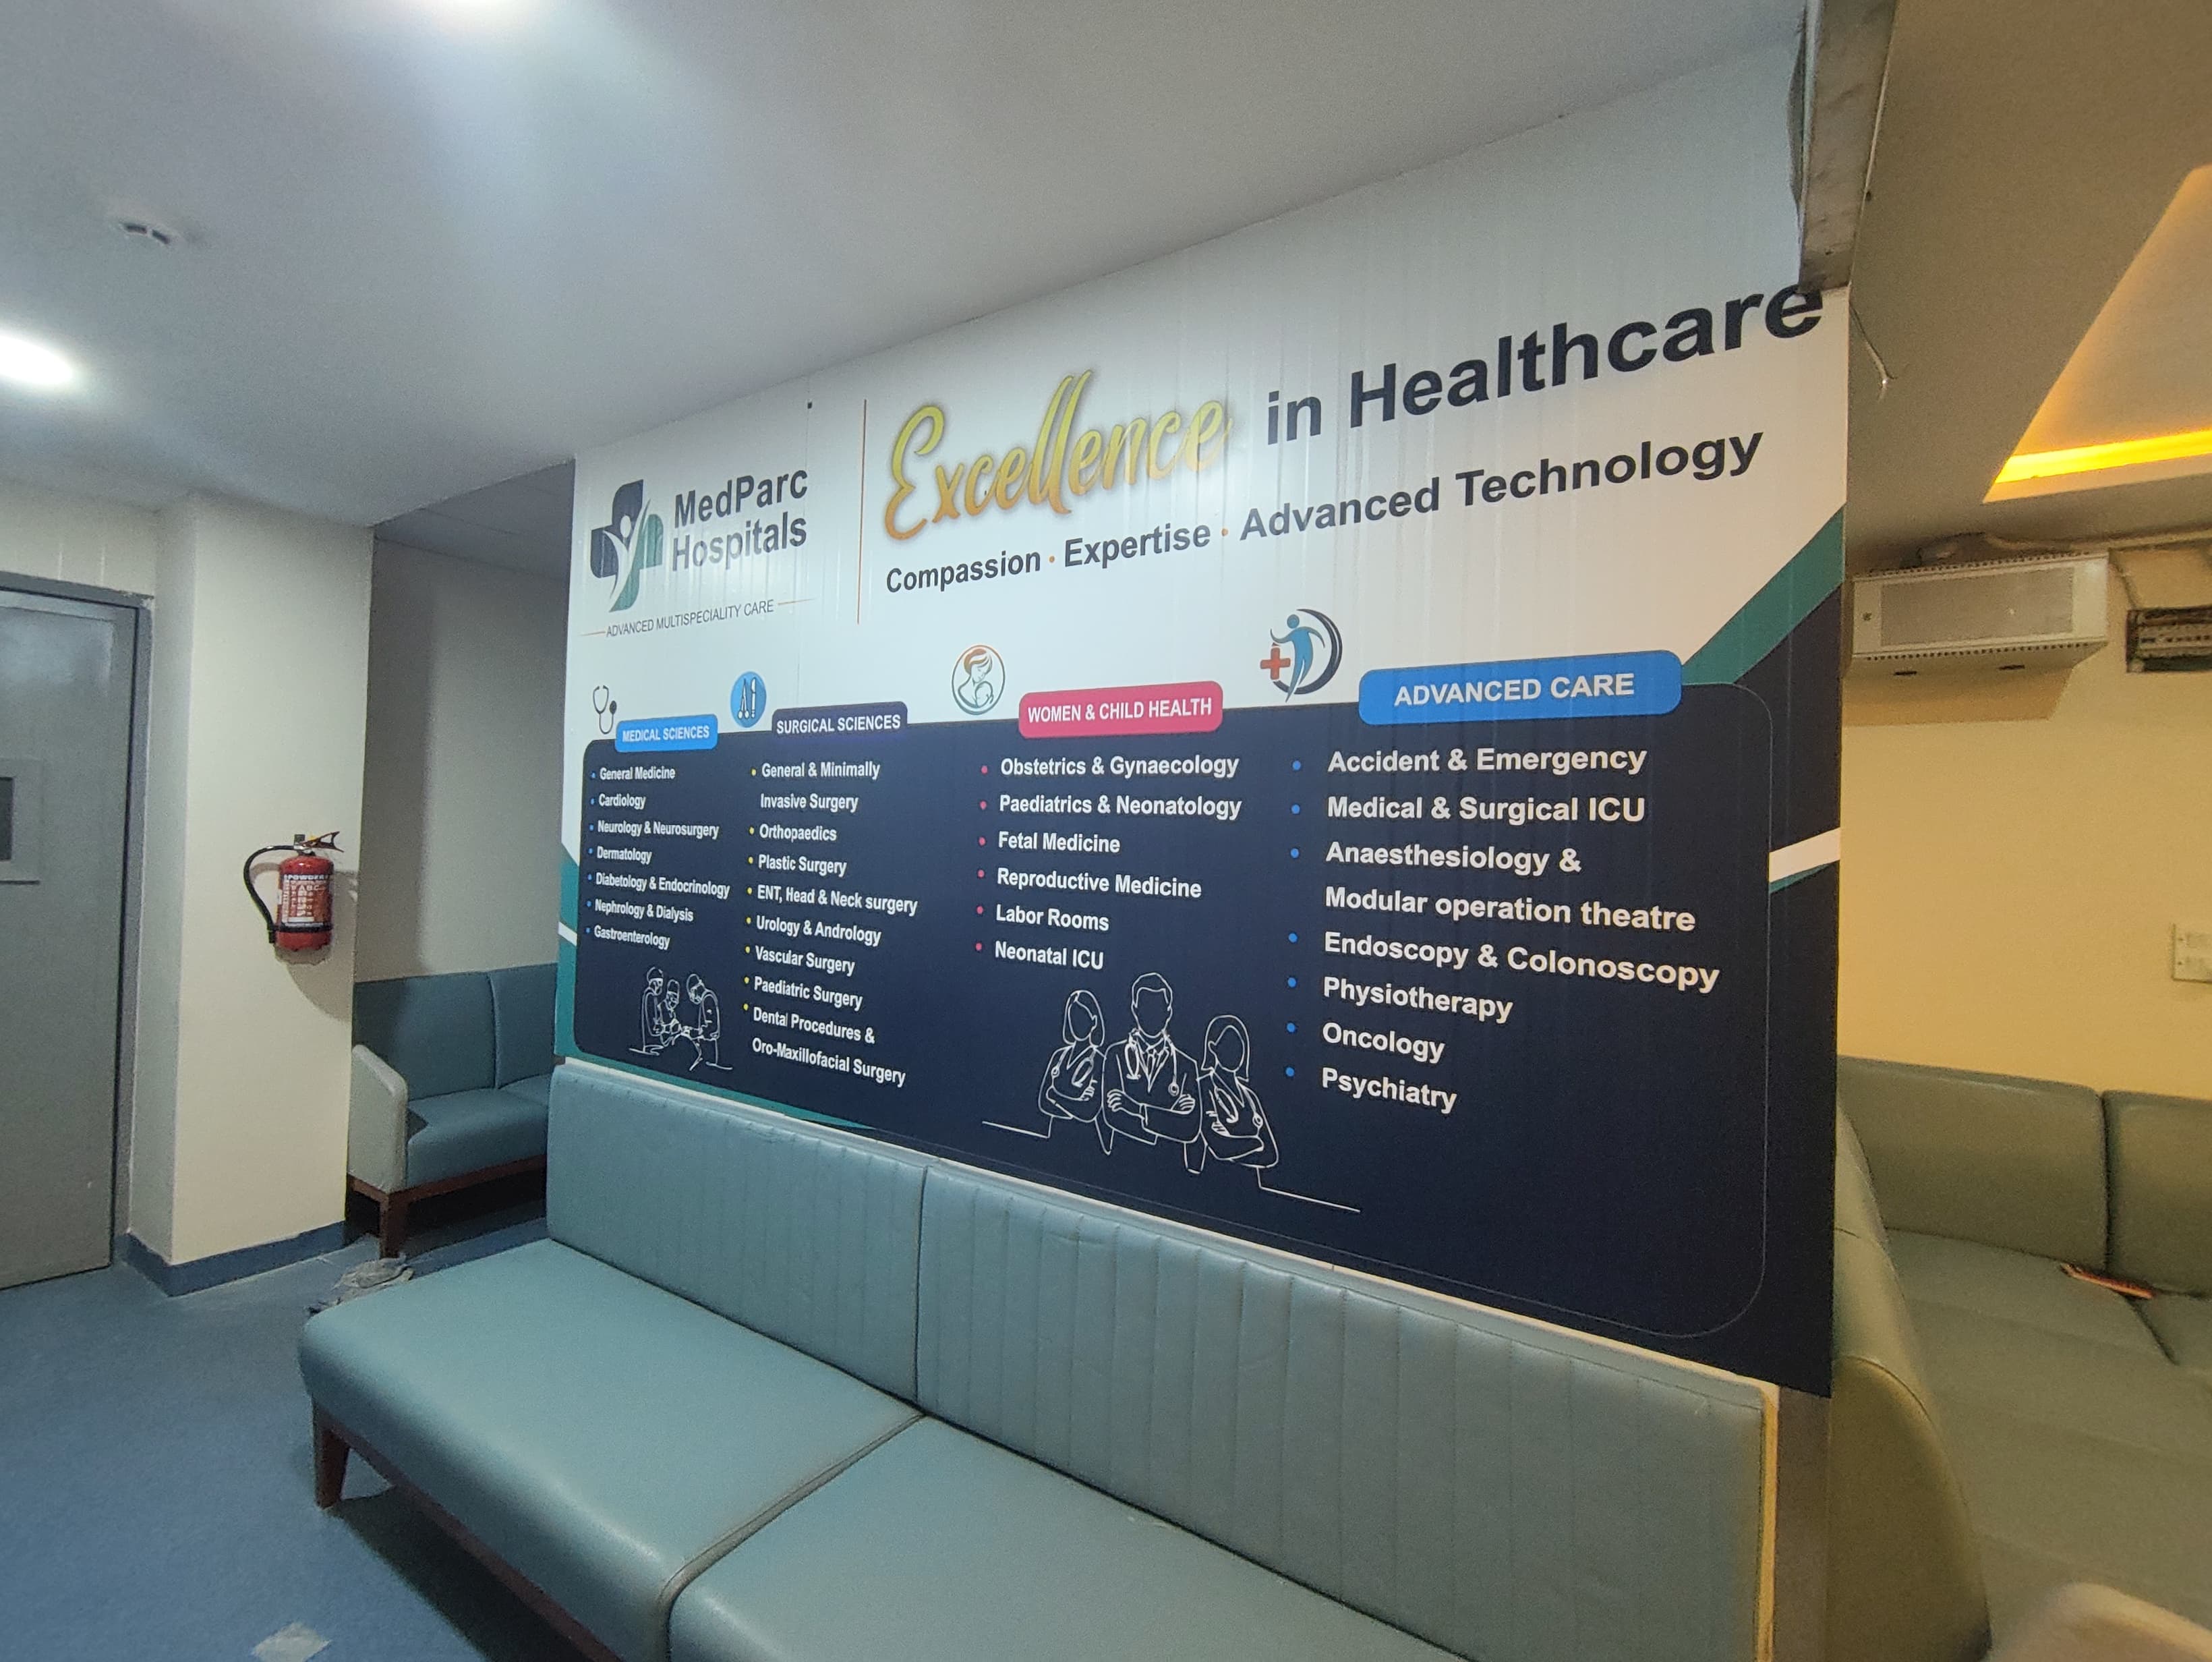 MedParc
Hospitals
ADVANCED MULTISPECIALITY CARE
Excellence in Healthcare
Compassion · Expertise · Advanced Technology
MEDICAL SCIENCES
• General Medicine
• Cardiology
• Neurology & Neurosurgery
• Dermatology
• Diabetology & Endocrinology
• Nephrology & Dialysis
• Gastroenterology
SURGICAL SCIENCES
• General & Minimally
Invasive Surgery
• Orthopaedics
• Plastic Surgery
• ENT, Head & Neck surgery
• Urology & Andrology
• Vascular Surgery
• Paediatric Surgery
• Dental Procedures &
Oro-Maxillofacial Surgery
WOMEN & CHILD HEALTH
• Obstetrics & Gynaecology
• Paediatrics & Neonatology
• Fetal Medicine
• Reproductive Medicine
• Labor Rooms
• Neonatal ICU
ADVANCED CARE
• Accident & Emergency
• Medical & Surgical ICU
• Anaesthesiology &
Modular operation theatre
• Endoscopy & Colonoscopy
• Physiotherapy
• Oncology
• Psychiatry
POWDER
ABC